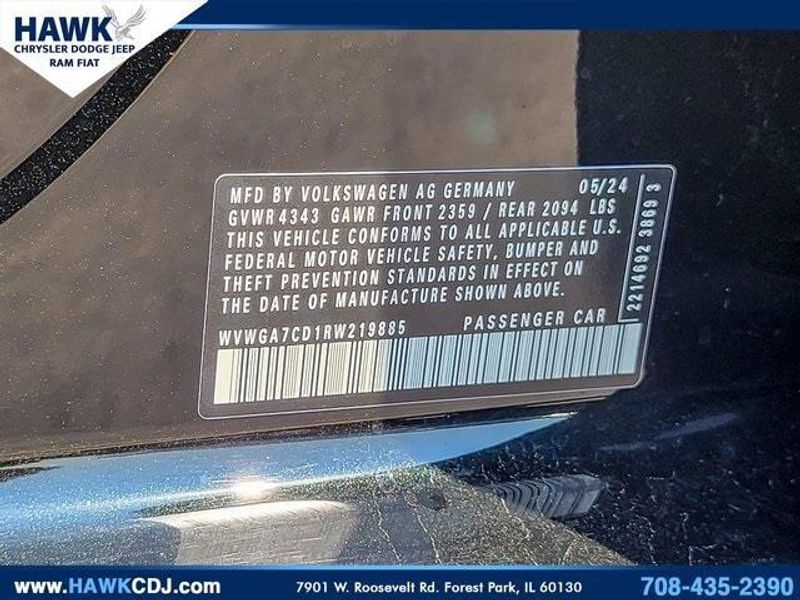 HAWK
CHRYSLER DODGE JEEP
RAM FIAT
MFD BY VOLKSWAGEN AG GERMANY 05/24
GVWR 4343 GAWR FRONT 2359 / REAR 2094 LBS
THIS VEHICLE CONFORMS TO ALL APPLICABLE U.S.
FEDERAL MOTOR VEHICLE SAFETY, BUMPER AND
THEFT PREVENTION STANDARDS IN EFFECT ON
THE DATE OF MANUFACTURE SHOWN ABOVE.
WVWGA7CD1RW219885 PASSENGER CAR
2214692 3869 3
www.HAWKCDJ.com
7901 W. Roosevelt Rd. Forest Park, IL 60130
708-435-2390